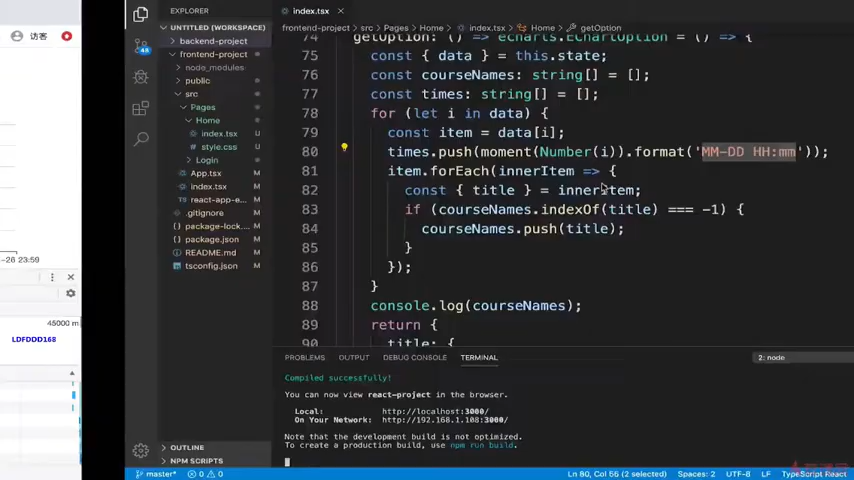 访客
-28 23:59
45000 m
LDFDDD168
EXPLORER
UNTITLED (WORKSPACE)
backend-project
frontend-project
node_modules
public
src
Pages
Home
index.tsx U
style.css U
Login
App.tsx M
index.tsx M
react-app-e... M
.gitignore M
package-lock... M
package.json M
README.md M
tsconfig.json M
OUTLINE
NPM SCRIPTS
48
index.tsx
frontend-project > src > Pages > Home > index.tsx > Home > getOption
74 getOption: () => echarts.EChartOption = () => {
75 const { data } = this.state;
76 const courseNames: string[] = [];
77 const times: string[] = [];
78 for (let i in data) {
79 const item = data[i];
80 times.push(moment(Number(i)).format('MM-DD HH:mm'));
81 item.forEach(innerItem => {
82 const { title } = innerItem;
83 if (courseNames.indexOf(title) === -1) {
84 courseNames.push(title);
85 }
86 });
87 }
88 console.log(courseNames);
89 return {
90 title: {
PROBLEMS OUTPUT DEBUG CONSOLE TERMINAL 2: node
Compiled successfully!
You can now view react-project in the browser.
Local: http://localhost:3000/
On Your Network: http://192.168.1.108:3000/
Note that the development build is not optimized.
To create a production build, use npm run build.
master* 0 0 Ln 80, Col 55 (2 selected) Spaces: 2 UTF-8 LF TypeScript React